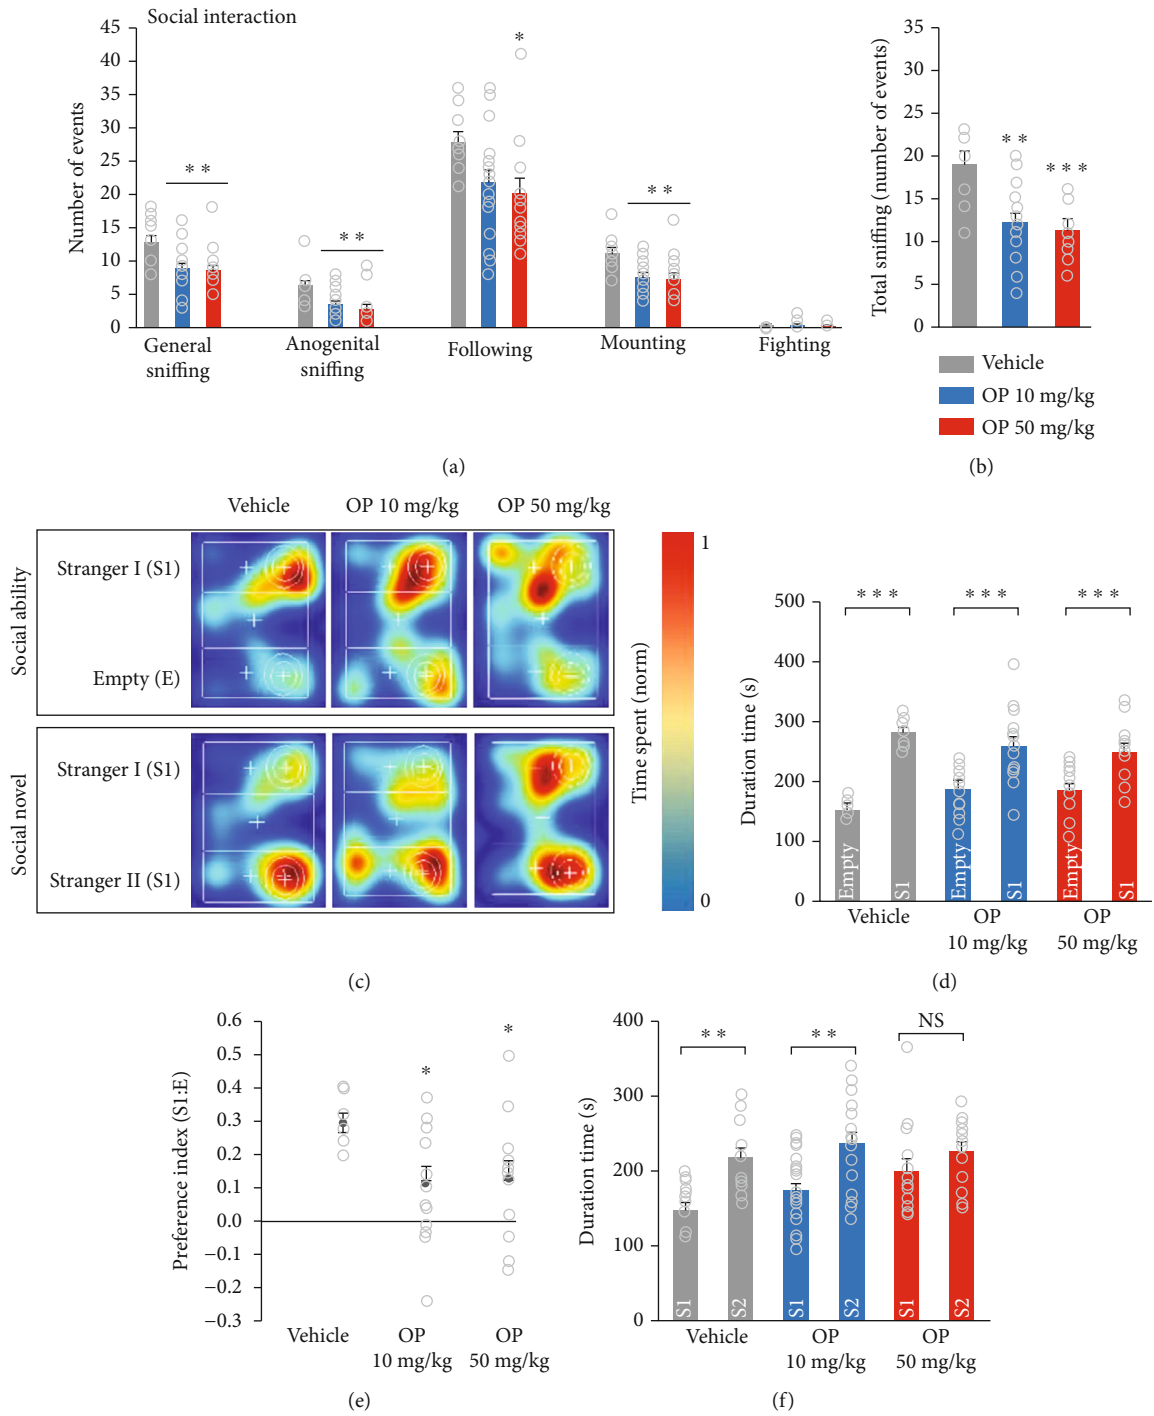 Social interaction
Number of events
45
40
35
30
25
20
15
10
5
0
* *
* *
*
* *
General sniffing
Anogenital sniffing
Following
Mounting
Fighting
(a)
Total sniffing (number of events)
35
30
25
20
15
10
5
0
* *
* * *
Vehicle
OP 10 mg/kg
OP 50 mg/kg
(b)
Vehicle
OP 10 mg/kg
OP 50 mg/kg
Social ability
Stranger I (S1)
Empty (E)
Social novel
Stranger I (S1)
Stranger II (S1)
Time spent (norm)
1
0
(c)
Duration time (s)
500
400
300
200
100
0
* * *
* * *
* * *
Empty
S1
Empty
S1
Empty
S1
Vehicle
OP
10 mg/kg
OP
50 mg/kg
(d)
Preference index (S1:E)
0.6
0.5
0.4
0.3
0.2
0.1
0.0
−0.1
−0.2
−0.3
*
*
Vehicle
OP
10 mg/kg
OP
50 mg/kg
(e)
Duration time (s)
400
300
200
100
0
* *
* *
NS
S1
S2
S1
S2
S1
S2
Vehicle
OP
10 mg/kg
OP
50 mg/kg
(f)